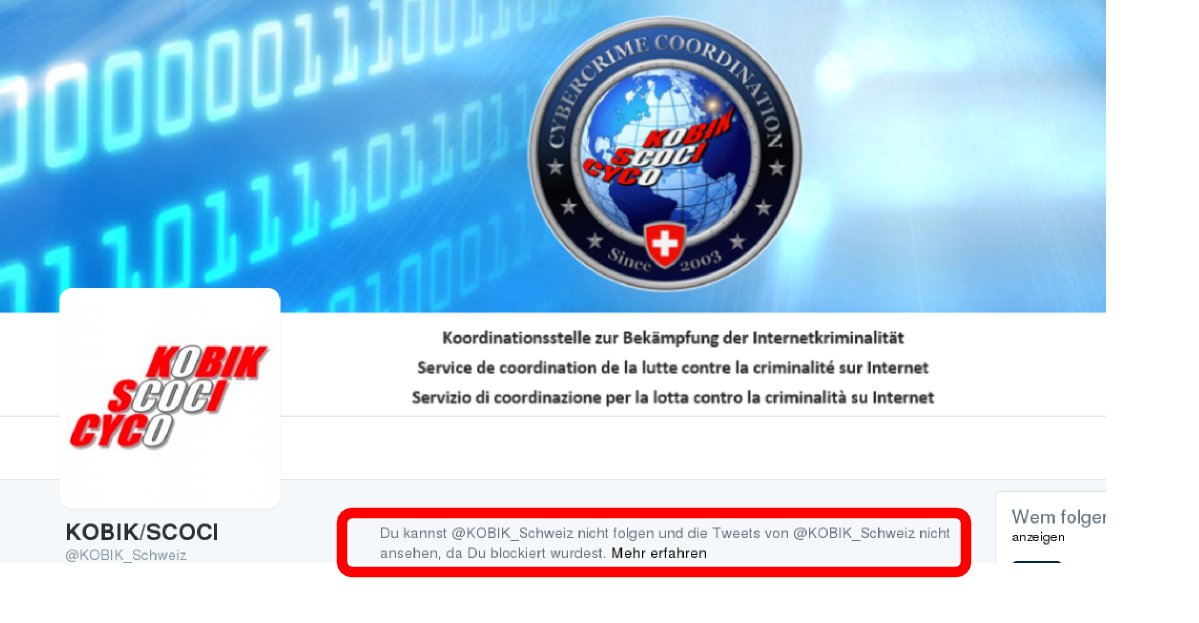 CYBERCRIME COORDINATION
KOBIK
SCOCI
CYCO
Since 2003
Koordinationsstelle zur Bekämpfung der Internetkriminalität
Service de coordination de la lutte contre la criminalité sur Internet
Servizio di coordinazione per la lotta contro la criminalità su Internet
KOBIK
SCOCI
CYCO
KOBIK/SCOCI
@KOBIK_Schweiz
Du kannst @KOBIK_Schweiz nicht folgen und die Tweets von @KOBIK_Schweiz nicht
ansehen, da Du blockiert wurdest. Mehr erfahren
Wem folger
anzeigen